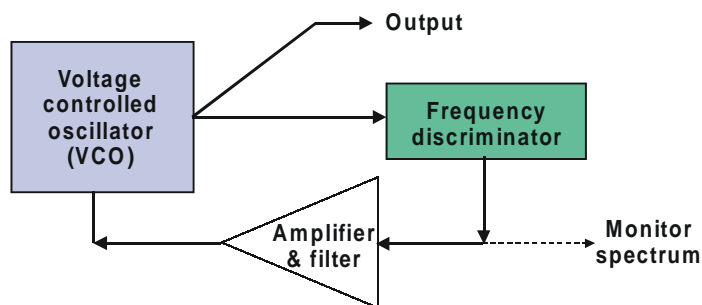 Output
Voltage
controlled
oscillator
(VCO)
Frequency
discriminator
Amplifier
& filter
Monitor
spectrum